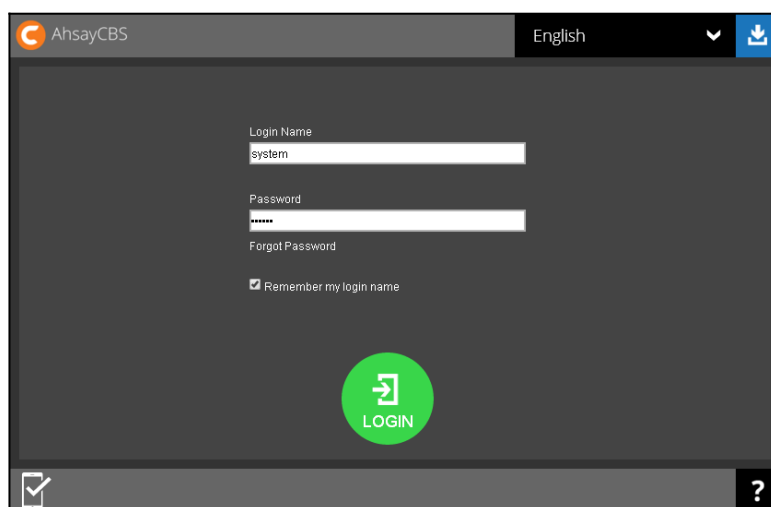 AhsayCBS
English
Login Name
system
Password
••••••
Forgot Password
Remember my login name
LOGIN
?